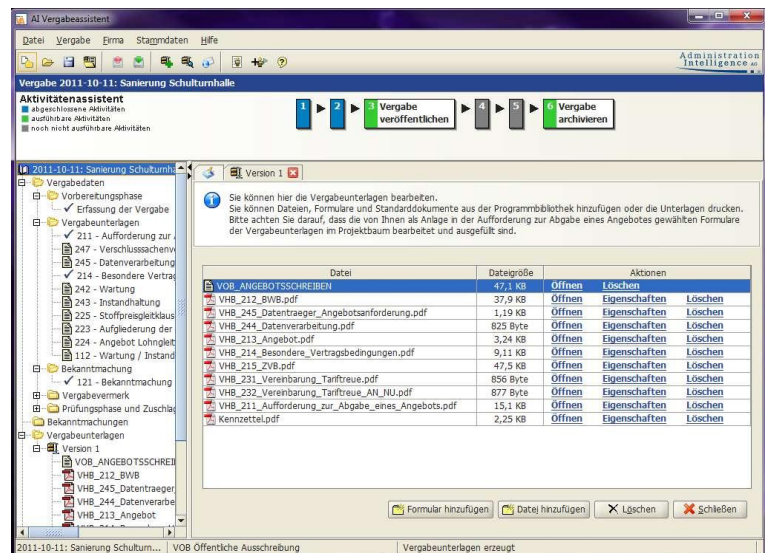 AI Vergabeassistent
Datei Vergabe Firma Stammdaten Hilfe
Administration
Intelligence AG
Vergabe 2011-10-11: Sanierung Schulturnhalle
Aktivitätenassistent
abgeschlossene Aktivitäten
ausführbare Aktivitäten
noch nicht ausführbare Aktivitäten
1 2 3 Vergabe veröffentlichen 4 5 6 Vergabe archivieren
2011-10-11: Sanierung Schulturnha
Vergabedaten
Vorbereitungsphase
Erfassung der Vergabe
Vergabeunterlagen
211 - Aufforderung zur
247 - Verschlusssachenv
245 - Datenverarbeitung
214 - Besondere Vertrag
242 - Wartung
243 - Instandhaltung
225 - Stoffpreisgleitklaus
223 - Aufgliederung der
224 - Angebot Lohngleit
112 - Wartung / Instand
Bekanntmachung
121 - Bekanntmachung
Vergabevermerk
Prüfungsphase und Zuschlag
Bekanntmachungen
Vergabeunterlagen
Version 1
VOB_ANGEBOTSSCHREI
VHB_212_BWB
VHB_245_Datentraeger
VHB_244_Datenverarbe
VHB_213_Angebot
Version 1
Sie können hier die Vergabeunterlagen bearbeiten.
Sie können Dateien, Formulare und Standarddokumente aus der Programmbibliothek hinzufügen oder die Unterlagen drucken.
Bitte achten Sie darauf, dass die von Ihnen als Anlage in der Aufforderung zur Abgabe eines Angebotes gewählten Formulare
der Vergabeunterlagen im Projektbaum bearbeitet und ausgefüllt sind.
Datei Dateigröße Aktionen
VOB_ANGEBOTSSCHREIBEN 47,1 KB Öffnen Löschen
VHB_212_BWB.pdf 37,9 KB Öffnen Eigenschaften Löschen
VHB_245_Datentraeger_Angebotsanforderung.pdf 1,19 KB Öffnen Eigenschaften Löschen
VHB_244_Datenverarbeitung.pdf 825 Byte Öffnen Eigenschaften Löschen
VHB_213_Angebot.pdf 3,24 KB Öffnen Eigenschaften Löschen
VHB_214_Besondere_Vertragsbedingungen.pdf 9,11 KB Öffnen Eigenschaften Löschen
VHB_215_ZVB.pdf 47,5 KB Öffnen Eigenschaften Löschen
VHB_231_Vereinbarung_Tariftreue.pdf 856 Byte Öffnen Eigenschaften Löschen
VHB_232_Vereinbarung_Tariftreue_AN_NU.pdf 877 Byte Öffnen Eigenschaften Löschen
VHB_211_Aufforderung_zur_Abgabe_eines_Angebots.pdf 15,1 KB Öffnen Eigenschaften Löschen
Kennzettel.pdf 2,25 KB Öffnen Eigenschaften Löschen
Formular hinzufügen Datei hinzufügen Löschen Schließen
2011-10-11: Sanierung Schulturn... VOB Öffentliche Ausschreibung Vergabeunterlagen erzeugt